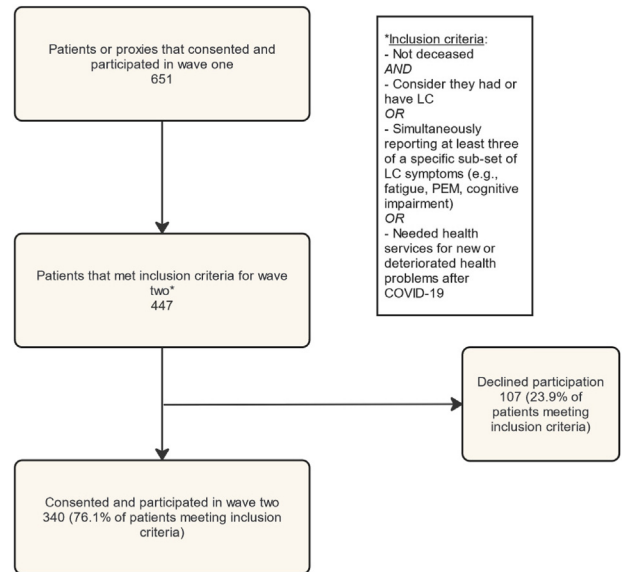 Patients or proxies that consented and
participated in wave one
651
*Inclusion criteria:
- Not deceased
AND
- Consider they had or
have LC
OR
- Simultaneously
reporting at least three
of a specific sub-set of
LC symptoms (e.g.,
fatigue, PEM, cognitive
impairment)
OR
- Needed health
services for new or
deteriorated health
problems after
COVID-19
Patients that met inclusion criteria for wave
two*
447
Declined participation
107 (23.9% of
patients meeting
inclusion criteria)
Consented and participated in wave two
340 (76.1% of patients meeting inclusion
criteria)